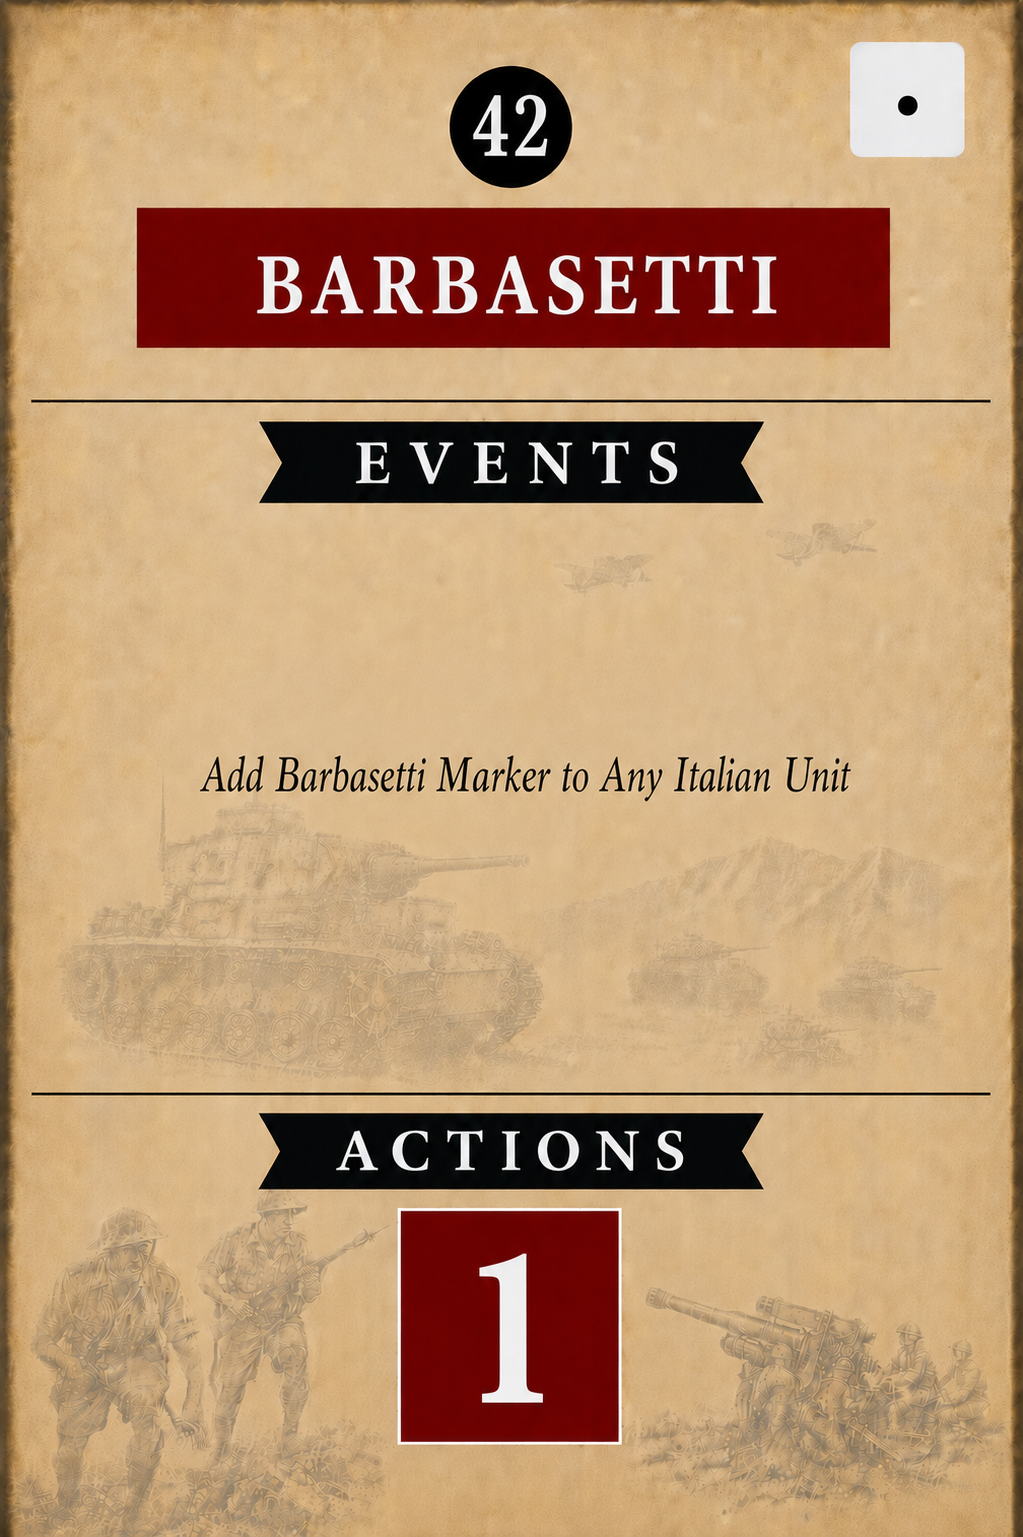 42
BARBASETTI
EVENTS
Add Barbasetti Marker to Any Italian Unit
ACTIONS
1